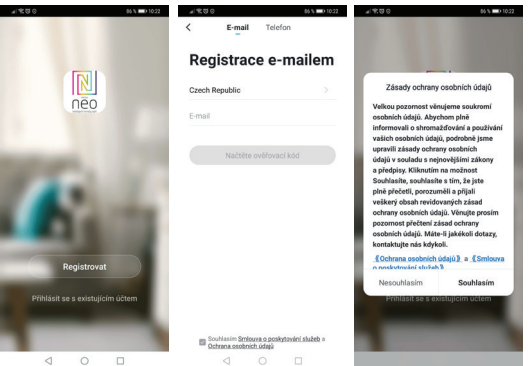 86 % 10:22
nēo
Registrovat
Přihlásit se s existujícím účtem
86 % 10:22
E-mail Telefon
Registrace e-mailem
Czech Republic
E-mail
Načtěte ověřovací kód
Souhlasím Smlouva o poskytování služeb a
Ochrana osobních údajů
86 % 10:22
Zásady ochrany osobních údajů
Velkou pozornost věnujeme soukromí
osobních údajů. Abychom plně
informovali o shromažďování a používání
vašich osobních údajů, podrobně jsme
upravili zásady ochrany osobních
údajů v souladu s nejnovějšími zákony
a předpisy. Kliknutím na možnost
Souhlasíte, souhlasíte s tím, že jste
plně přečetli, porozuměli a přijali
veškerý obsah revidovaných zásad
ochrany osobních údajů. Věnujte prosím
pozornost přečtení zásad ochrany
osobních údajů. Máte-li jakékoli dotazy,
kontaktujte nás kdykoli.
《Ochrana osobních údajů》 a 《Smlouva
o poskytování služeb》
Nesouhlasím Souhlasím
Přihlásit se s existujícím účtem